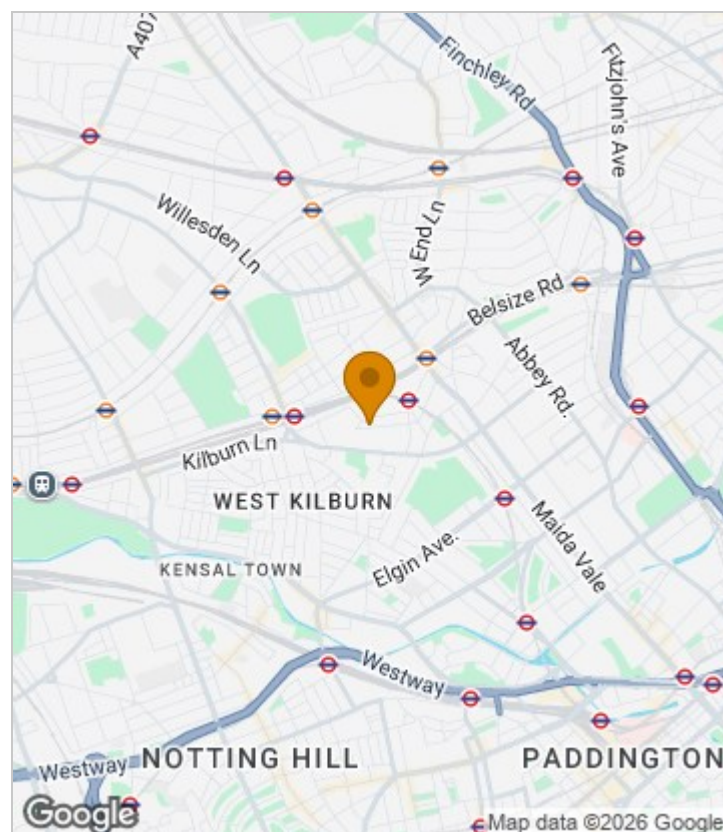 A407
Finchley Rd
Fitzjohn's Ave
Willesden Ln
W End Ln
Belsize Rd
Abbey Rd.
Kilburn Ln
WEST KILBURN
Maida Vale
Elgin Ave.
KENSAL TOWN
Westway
Westway
NOTTING HILL
PADDINGTON
Google
Map data ©2026 Google